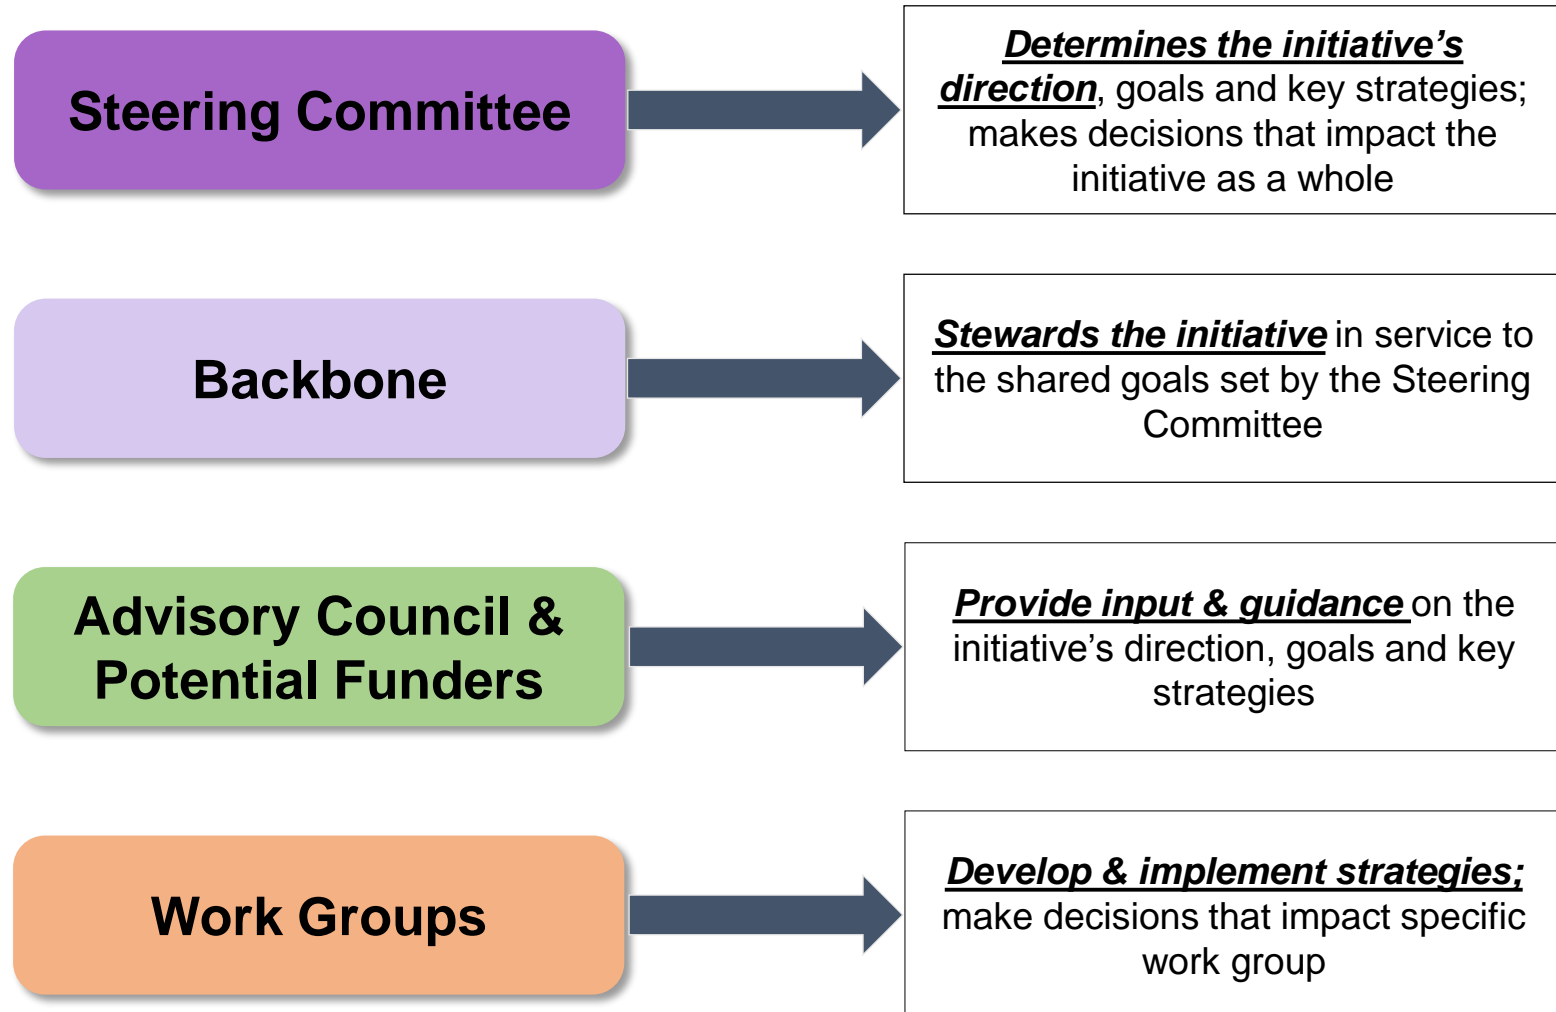 Steering Committee
Determines the initiative’s
direction, goals and key strategies;
makes decisions that impact the
initiative as a whole
Backbone
Stewards the initiative in service to
the shared goals set by the Steering
Committee
Advisory Council &
Potential Funders
Provide input & guidance on the
initiative’s direction, goals and key
strategies
Work Groups
Develop & implement strategies;
make decisions that impact specific
work group